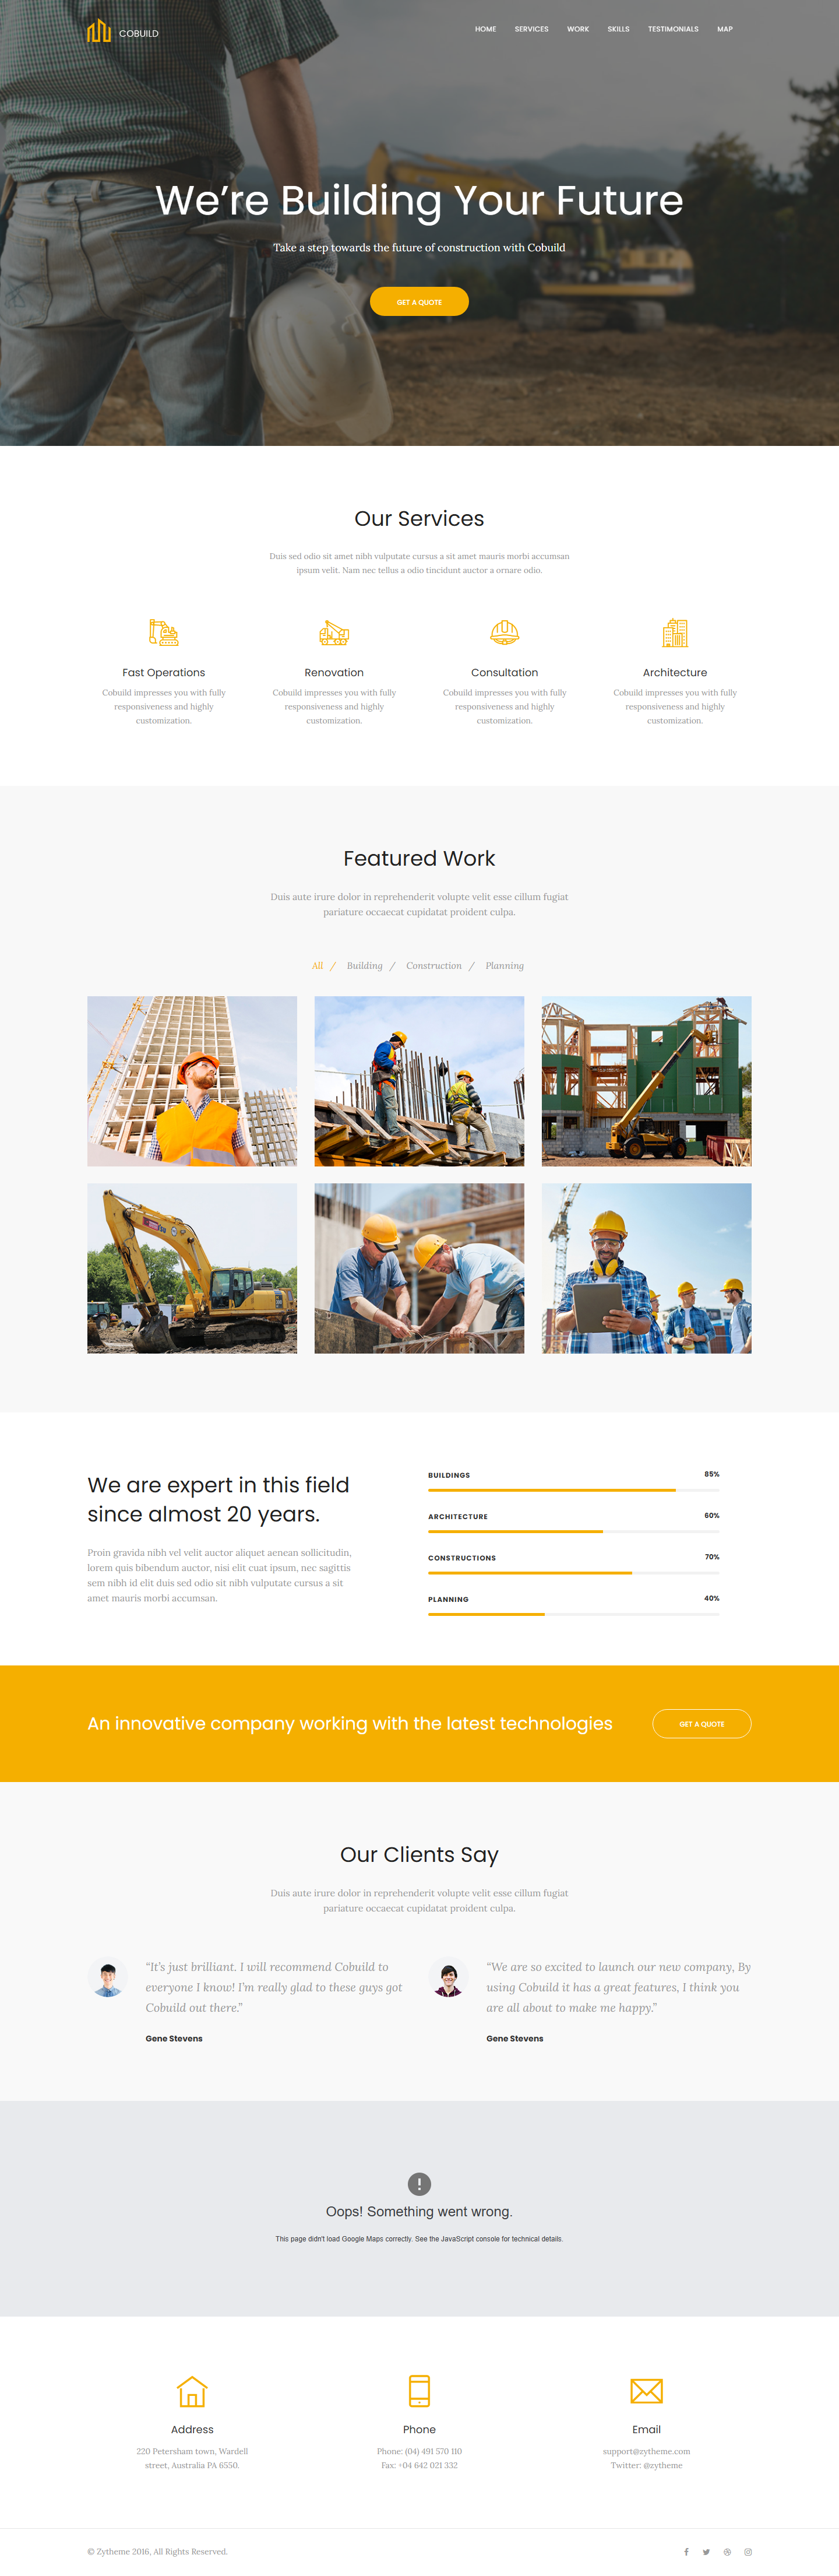 COBUILD
HOME SERVICES WORK SKILLS TESTIMONIALS MAP
We’re Building Your Future
Take a step towards the future of construction with Cobuild
GET A QUOTE
Our Services
Duis sed odio sit amet nibh vulputate cursus a sit amet mauris morbi accumsan
ipsum velit. Nam nec tellus a odio tincidunt auctor a ornare odio.
Fast Operations
Cobuild impresses you with fully
responsiveness and highly
customization.
Renovation
Cobuild impresses you with fully
responsiveness and highly
customization.
Consultation
Cobuild impresses you with fully
responsiveness and highly
customization.
Architecture
Cobuild impresses you with fully
responsiveness and highly
customization.
Featured Work
Duis aute irure dolor in reprehenderit volupte velit esse cillum fugiat
pariature occaecat cupidatat proident culpa.
All / Building / Construction / Planning
We are expert in this field
since almost 20 years.
Proin gravida nibh vel velit auctor aliquet aenean sollicitudin,
lorem quis bibendum auctor, nisi elit cuat ipsum, nec sagittis
sem nibh id elit duis sed odio sit nibh vulputate cursus a sit
amet mauris morbi accumsan.
BUILDINGS 85%
ARCHITECTURE 60%
CONSTRUCTIONS 70%
PLANNING 40%
An innovative company working with the latest technologies
GET A QUOTE
Our Clients Say
Duis aute irure dolor in reprehenderit volupte velit esse cillum fugiat
pariature occaecat cupidatat proident culpa.
“It’s just brilliant. I will recommend Cobuild to
everyone I know! I’m really glad to these guys got
Cobuild out there.”
Gene Stevens
“We are so excited to launch our new company, By
using Cobuild it has a great features, I think you
are all about to make me happy.”
Gene Stevens
Oops! Something went wrong.
This page didn't load Google Maps correctly. See the JavaScript console for technical details.
Address
220 Petersham town, Wardell
street, Australia PA 6550.
Phone
Phone: (04) 491 570 110
Fax: +04 642 021 332
Email
support@zytheme.com
Twitter: @zytheme
© Zytheme 2016, All Rights Reserved.